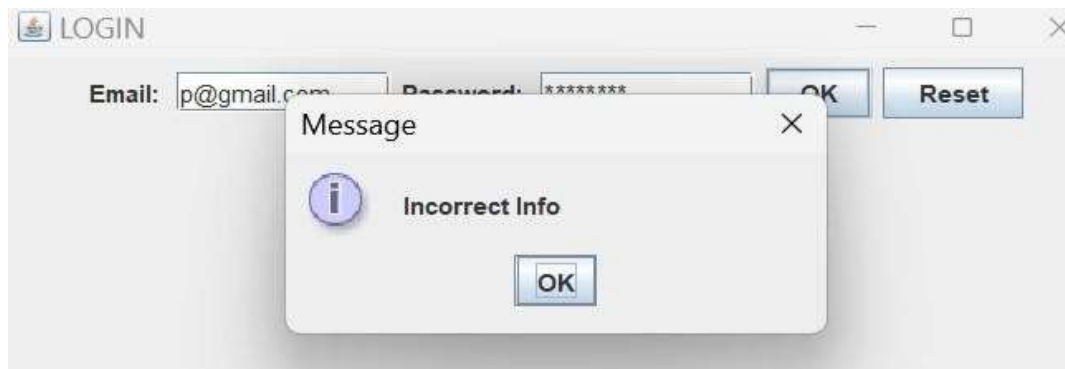 LOGIN
Email: p@gmail.com Password: ******** OK Reset
Message
Incorrect Info
OK